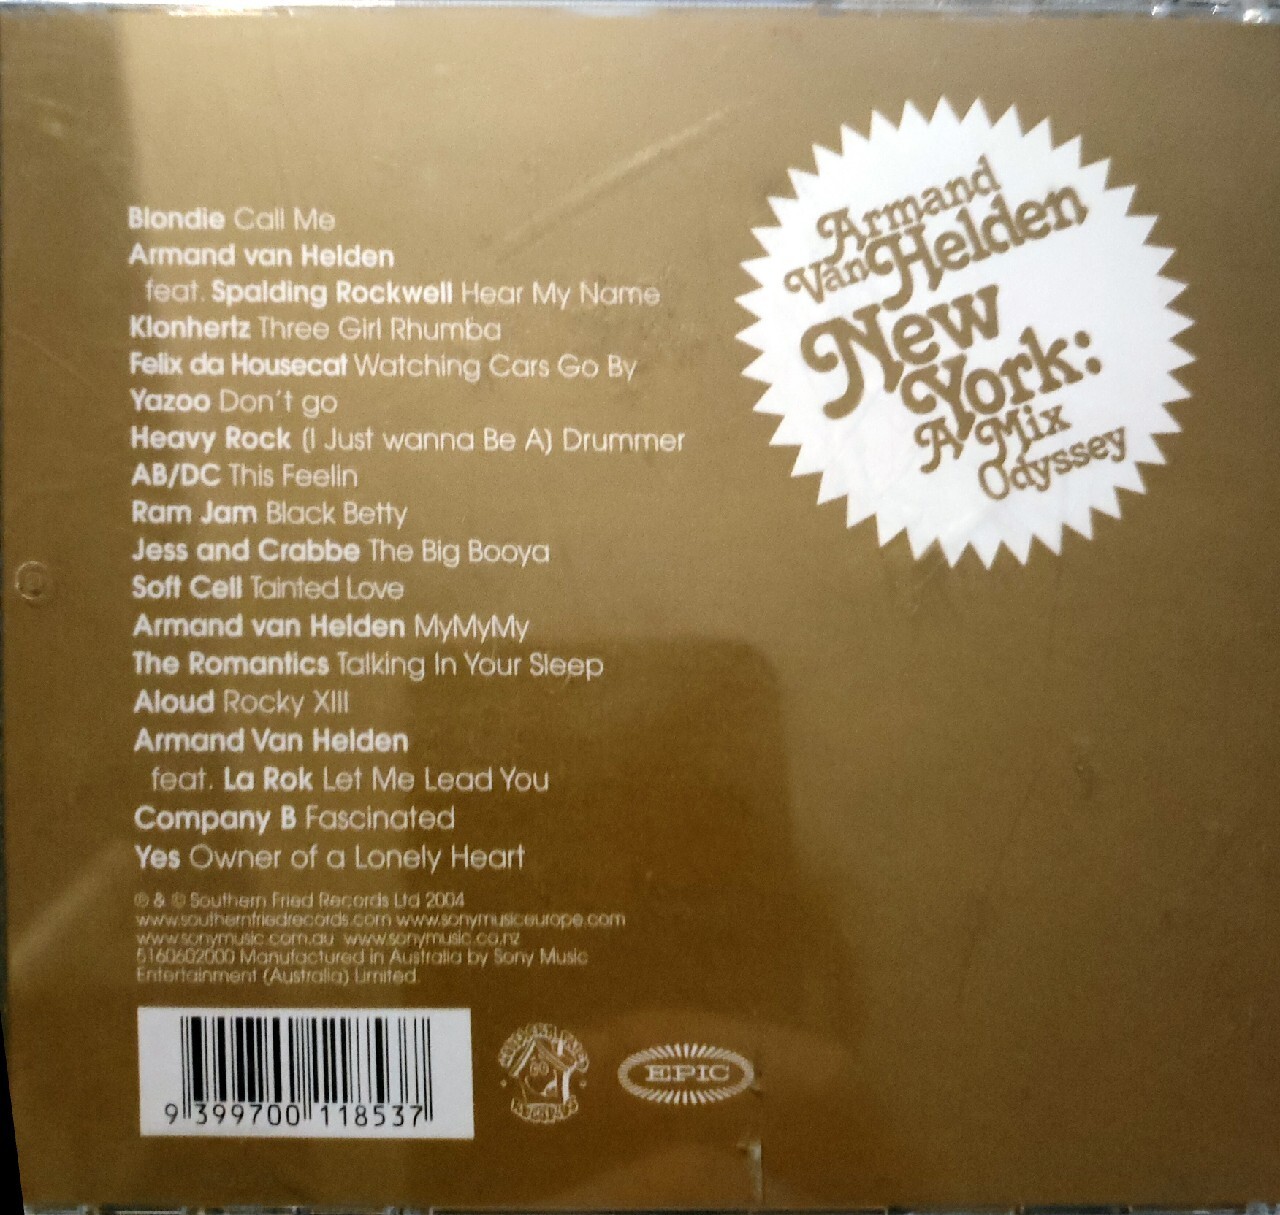 Armand
Van Helden
New
York:
A Mix
Odyssey
Blondie Call Me
Armand van Helden
feat. Spalding Rockwell Hear My Name
Klonhertz Three Girl Rhumba
Felix da Housecat Watching Cars Go By
Yazoo Don't go
Heavy Rock (I Just wanna Be A) Drummer
AB/DC This Feelin
Ram Jam Black Betty
Jess and Crabbe The Big Booya
Soft Cell Tainted Love
Armand van Helden MyMyMy
The Romantics Talking In Your Sleep
Aloud Rocky XIII
Armand Van Helden
feat. La Rok Let Me Lead You
Company B Fascinated
Yes Owner of a Lonely Heart
℗ & © Southern Fried Records Ltd 2004
www.southernfriedrecords.com www.sonymusiceurope.com
www.sonymusic.com.au www.sonymusic.co.nz
5160602000 Manufactured in Australia by Sony Music
Entertainment (Australia) Limited.
9 399700 118537
SOUTHERN FRIED
RECORDS
EPIC